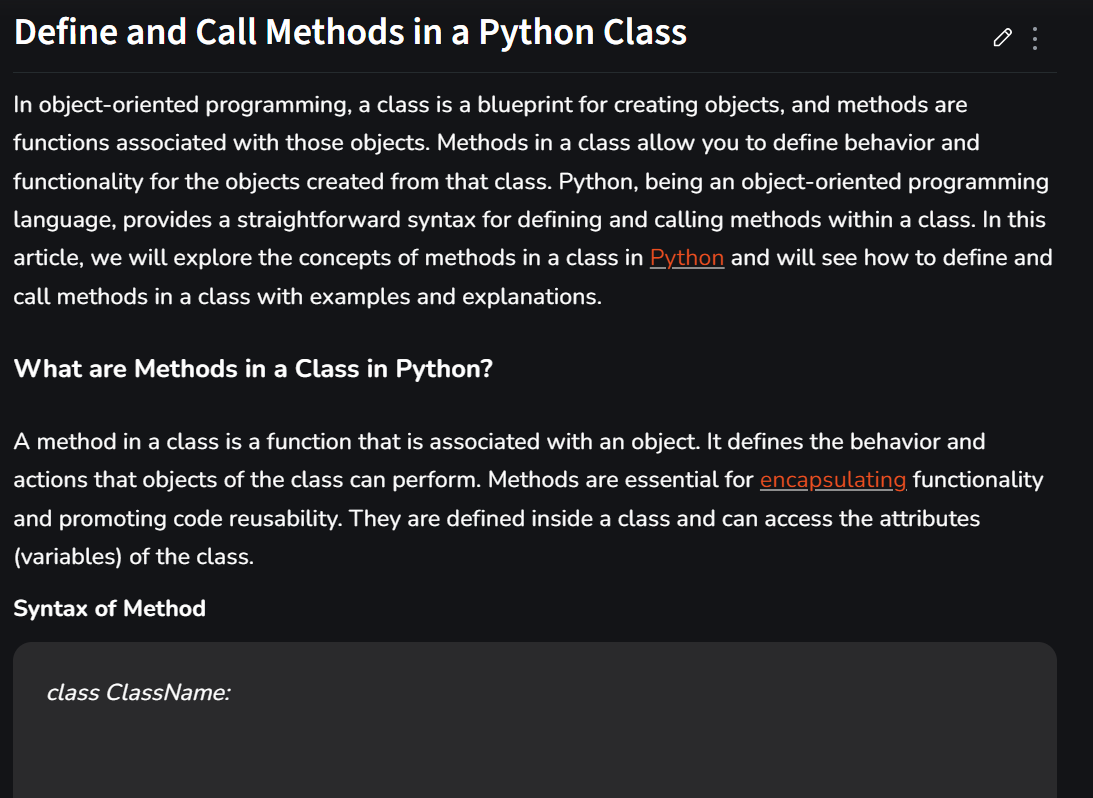 Define and Call Methods in a Python Class
In object-oriented programming, a class is a blueprint for creating objects, and methods are
functions associated with those objects. Methods in a class allow you to define behavior and
functionality for the objects created from that class. Python, being an object-oriented programming
language, provides a straightforward syntax for defining and calling methods within a class. In this
article, we will explore the concepts of methods in a class in Python and will see how to define and
call methods in a class with examples and explanations.
What are Methods in a Class in Python?
A method in a class is a function that is associated with an object. It defines the behavior and
actions that objects of the class can perform. Methods are essential for encapsulating functionality
and promoting code reusability. They are defined inside a class and can access the attributes
(variables) of the class.
Syntax of Method
class ClassName: